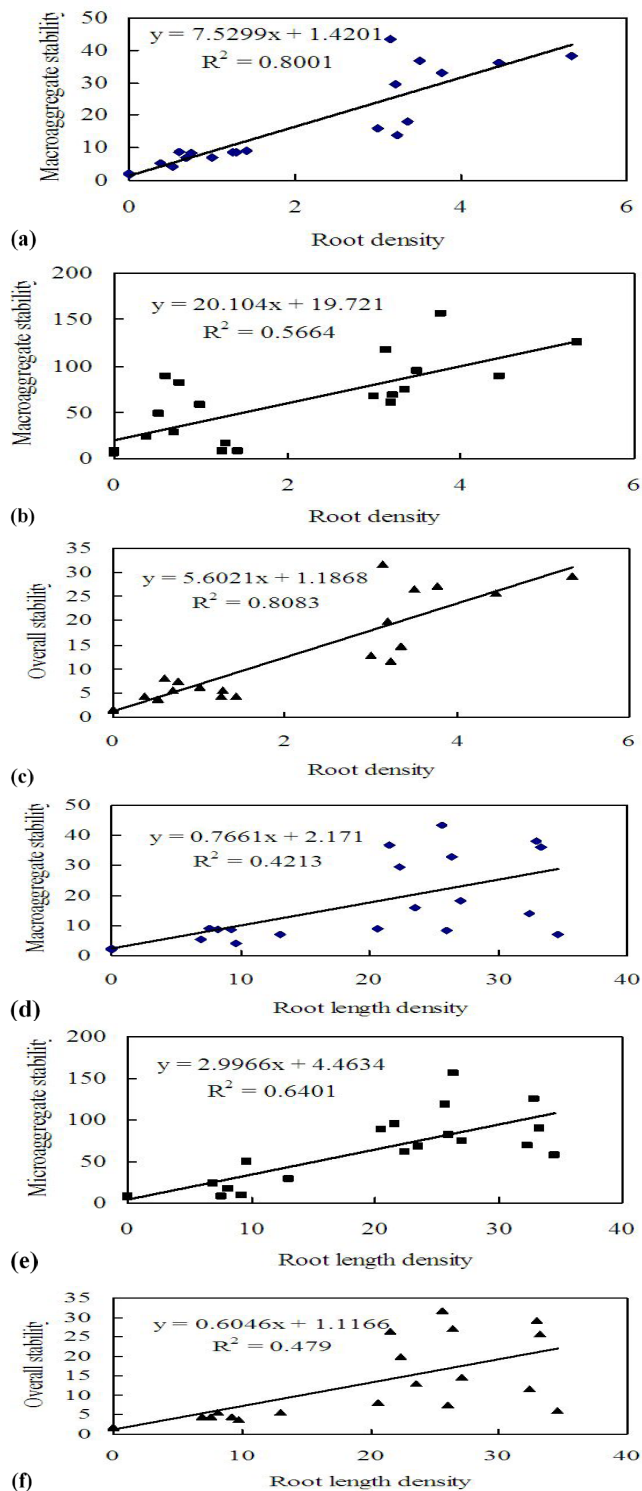 Macroaggregate stability
50
40
30
20
10
0
y = 7.5299x + 1.4201
R² = 0.8001
0 2 4 6
Root density
(a)
Macroaggregate stability
200
150
100
50
0
y = 20.104x + 19.721
R² = 0.5664
0 2 4 6
Root density
(b)
Overall stability
35
30
25
20
15
10
5
0
y = 5.6021x + 1.1868
R² = 0.8083
0 2 4 6
Root density
(c)
Macroaggregate stability
50
40
30
20
10
0
y = 0.7661x + 2.171
R² = 0.4213
0 10 20 30 40
Root length density
(d)
Microaggregate stability
200
150
100
50
0
y = 2.9966x + 4.4634
R² = 0.6401
0 10 20 30 40
Root length density
(e)
Overall stability
35
30
25
20
15
10
5
0
y = 0.6046x + 1.1166
R² = 0.479
0 10 20 30 40
Root length density
(f)